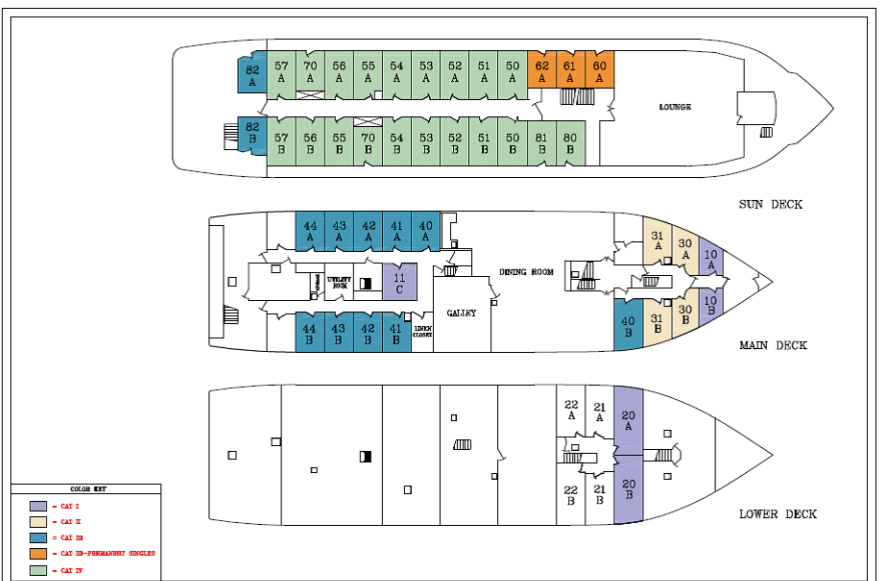 82 A
57 A
70 A
56 A
55 A
54 A
53 A
52 A
51 A
50 A
62 A
61 A
60 A
LOUNGE
82 B
57 B
56 B
55 B
70 B
54 B
53 B
52 B
51 B
50 B
81 B
80 B
SUN DECK
44 A
43 A
42 A
41 A
40 A
31 A
30 A
10 A
UTILITY ROOM
11 C
DINING ROOM
GALLEY
44 B
43 B
42 B
41 B
LINEN CLOSET
40 B
31 B
30 B
10 B
MAIN DECK
22 A
21 A
20 A
22 B
21 B
20 B
LOWER DECK
COLOR KEY
= CAT I
= CAT II
= CAT III
= CAT III-PERMANENT SINGLES
= CAT IV